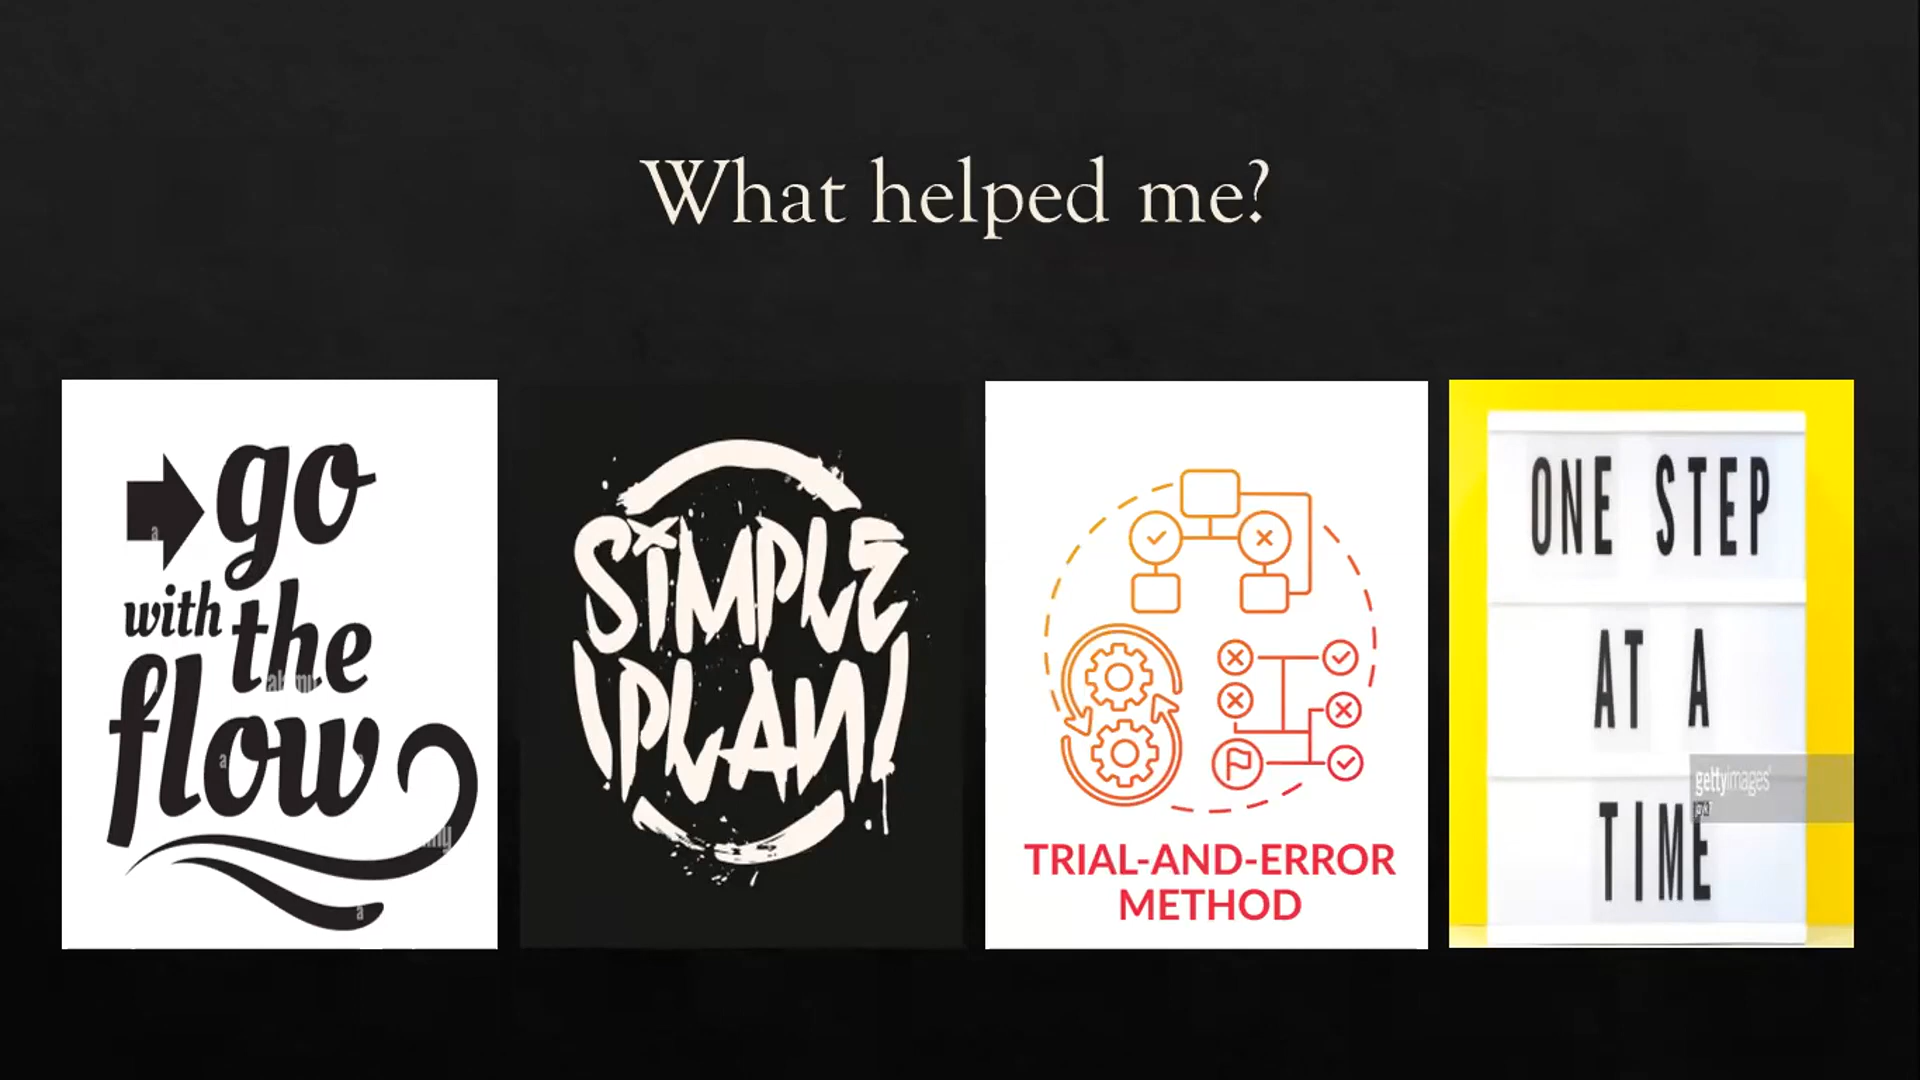 What helped me?
go
with the
flow
SIMPLE
PLAN
TRIAL-AND-ERROR
METHOD
ONE STEP
AT A
TIME
gettyimages